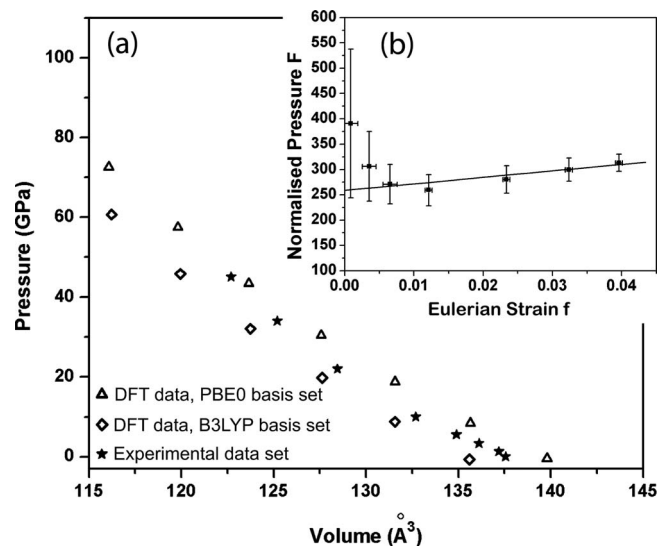 (a)
Pressure (GPa)
100
80
60
40
20
0
115 120 125 130 135 140 145
Volume (Å³)
DFT data, PBE0 basis set
DFT data, B3LYP basis set
Experimental data set
(b)
Normalised Pressure F
600
550
500
450
400
350
300
250
200
150
100
0.00 0.01 0.02 0.03 0.04
Eulerian Strain f